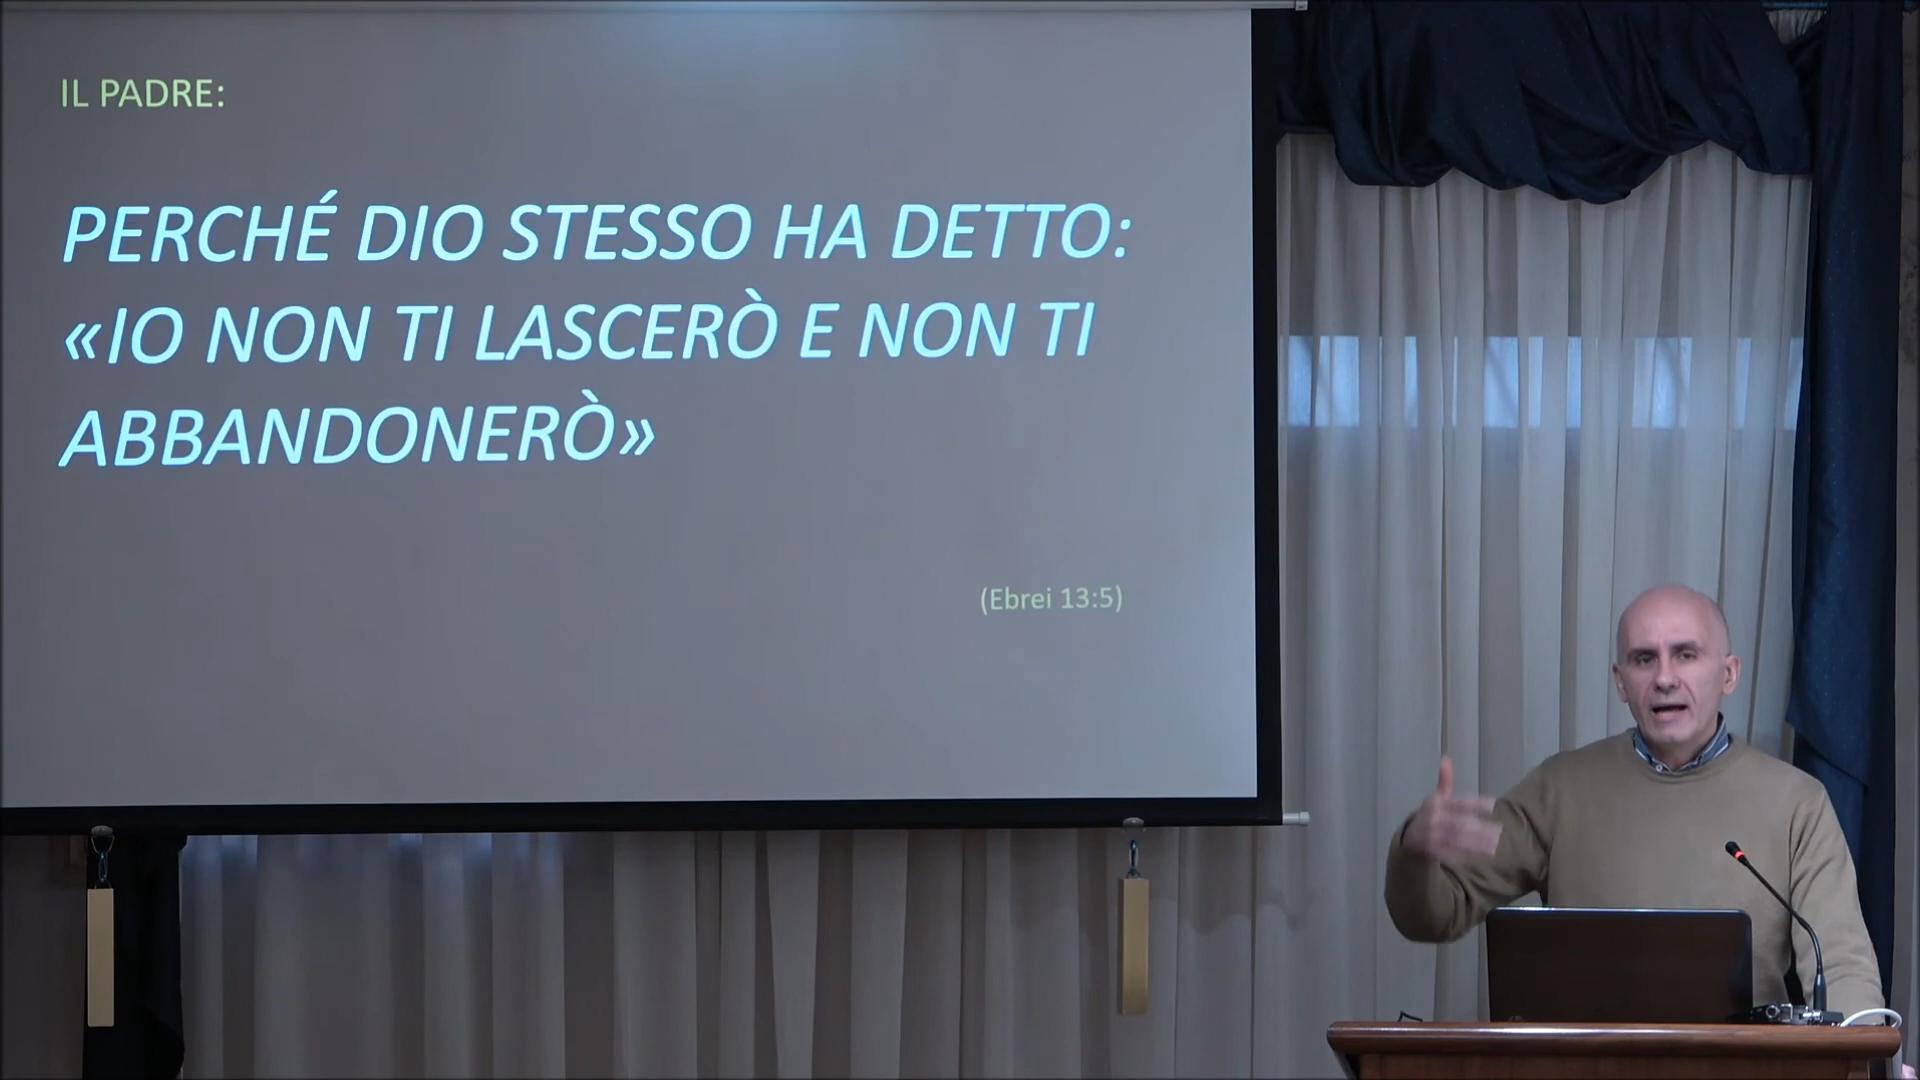 IL PADRE:
PERCHÉ DIO STESSO HA DETTO:
«IO NON TI LASCERÒ E NON TI
ABBANDONERÒ»
(Ebrei 13:5)